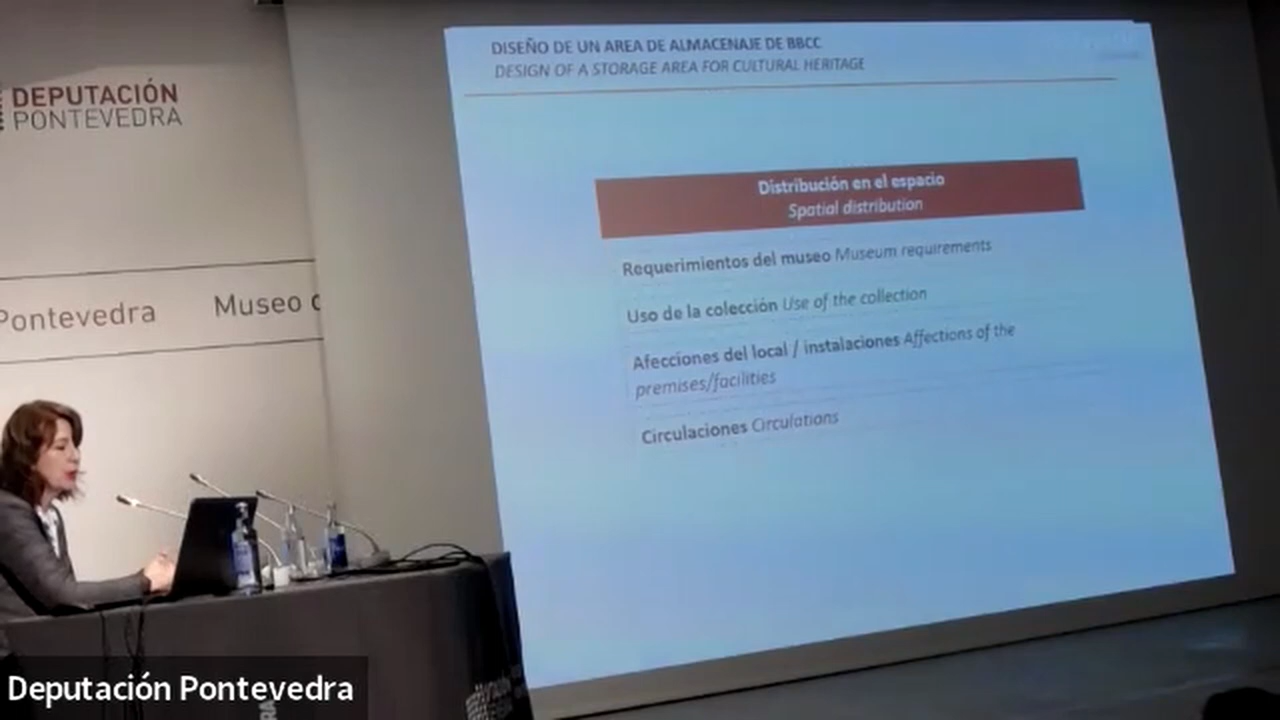 DEPUTACIÓN
PONTEVEDRA
Pontevedra Museo
DISEÑO DE UN AREA DE ALMACENAJE DE BBCC
DESIGN OF A STORAGE AREA FOR CULTURAL HERITAGE
Distribución en el espacio
Spatial distribution
Requerimientos del museo Museum requirements
Uso de la colección Use of the collection
Afecciones del local / instalaciones Affections of the
premises/facilities
Circulaciones Circulations
Deputación Pontevedra